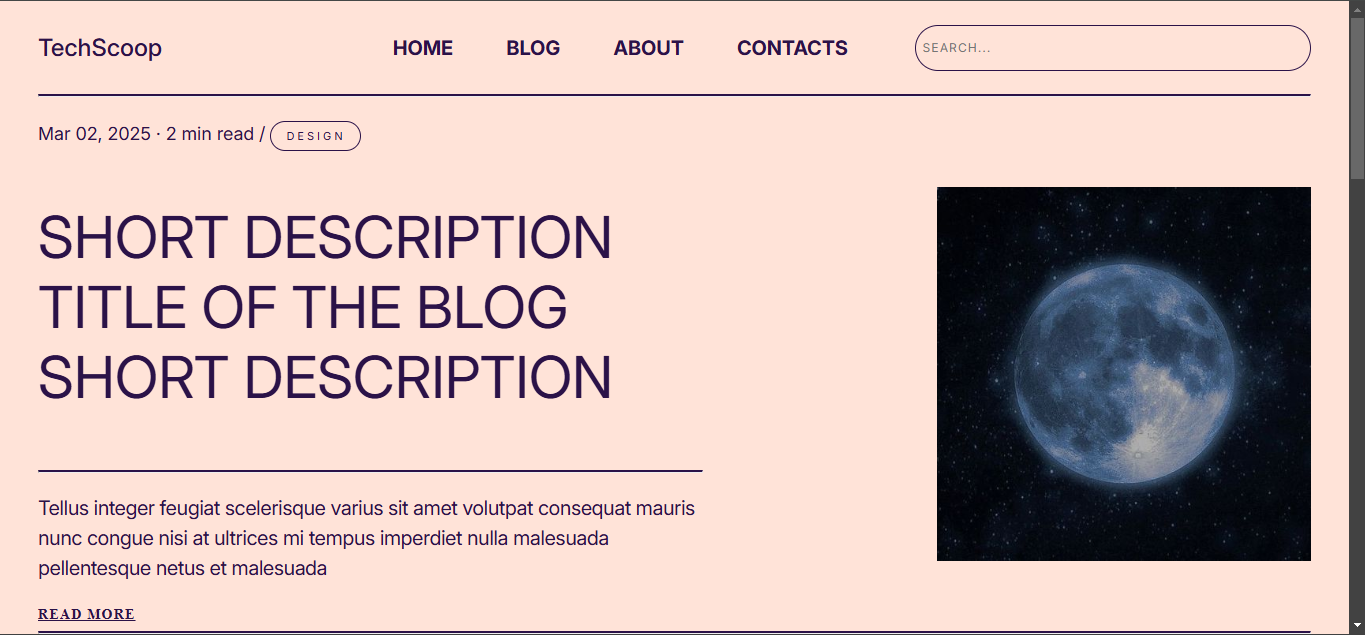 TechScoop HOME BLOG ABOUT CONTACTS SEARCH...
Mar 02, 2025 · 2 min read / DESIGN
SHORT DESCRIPTION
TITLE OF THE BLOG
SHORT DESCRIPTION
Tellus integer feugiat scelerisque varius sit amet volutpat consequat mauris
nunc congue nisi at ultrices mi tempus imperdiet nulla malesuada
pellentesque netus et malesuada
READ MORE